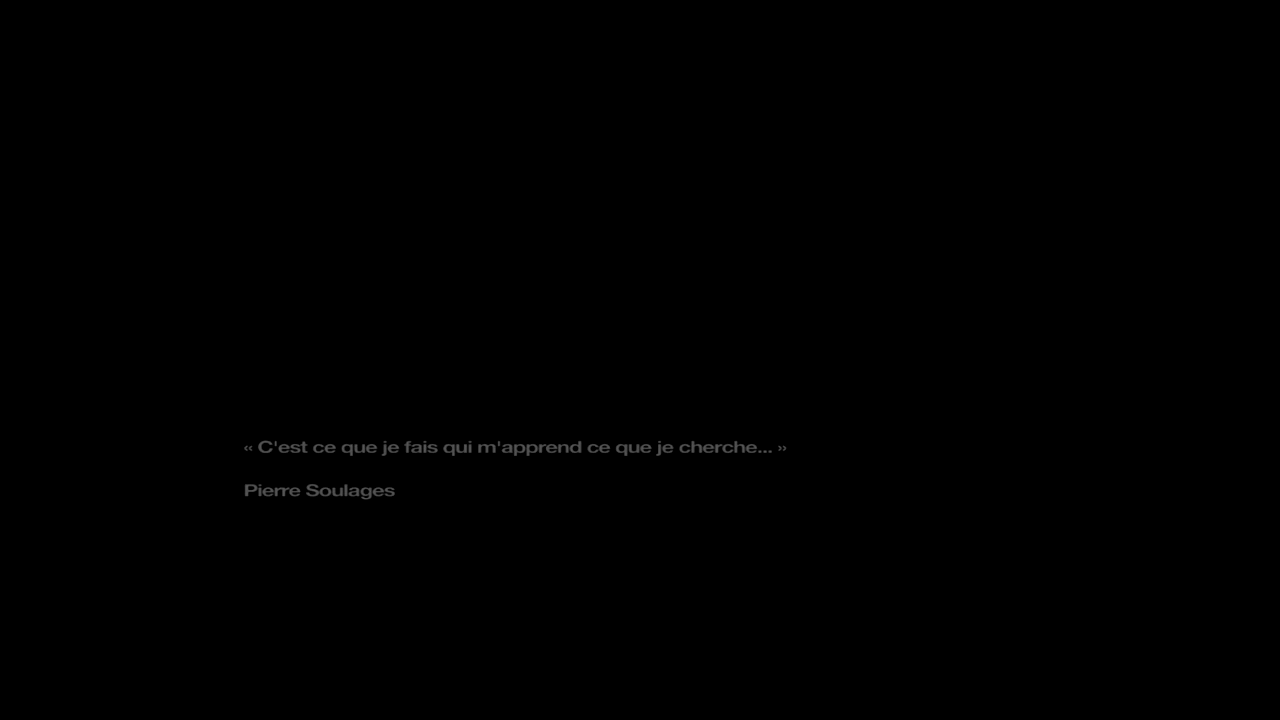 « C'est ce que je fais qui m'apprend ce que je cherche... »
Pierre Soulages